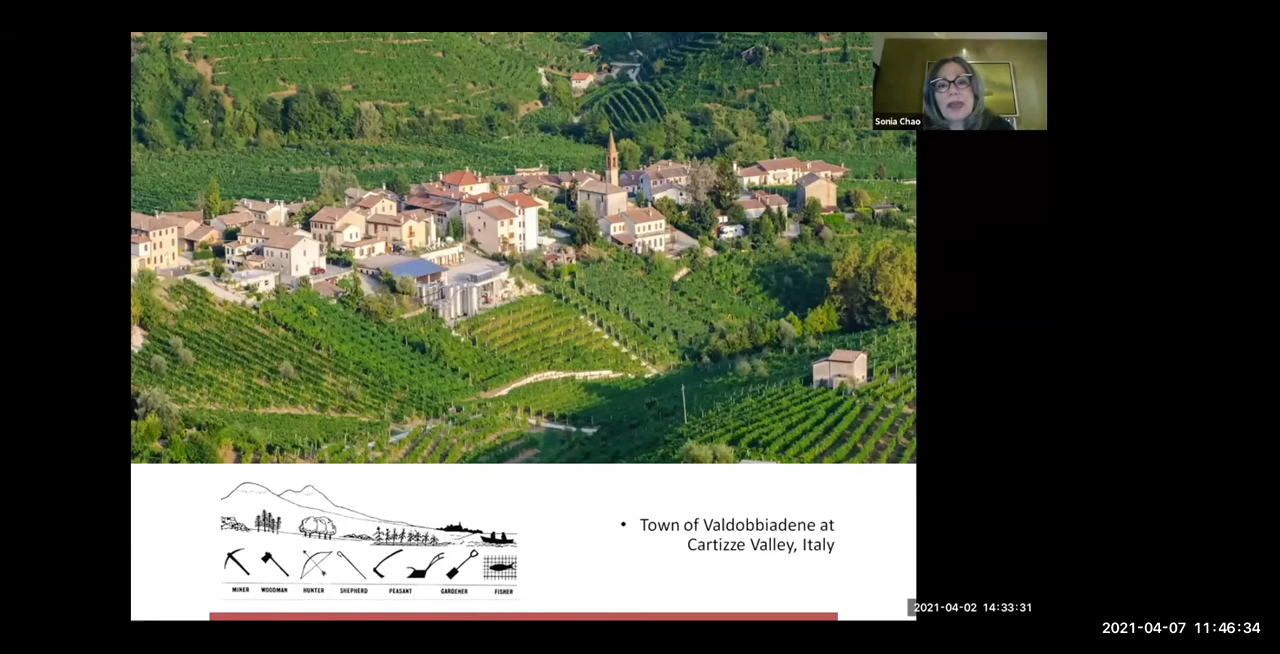 Sonia Chao
• Town of Valdobbiadene at
Cartizze Valley, Italy
MINER WOODMAN HUNTER SHEPHERD PEASANT GARDENER FISHER
2021-04-02 14:33:31
2021-04-07 11:46:34